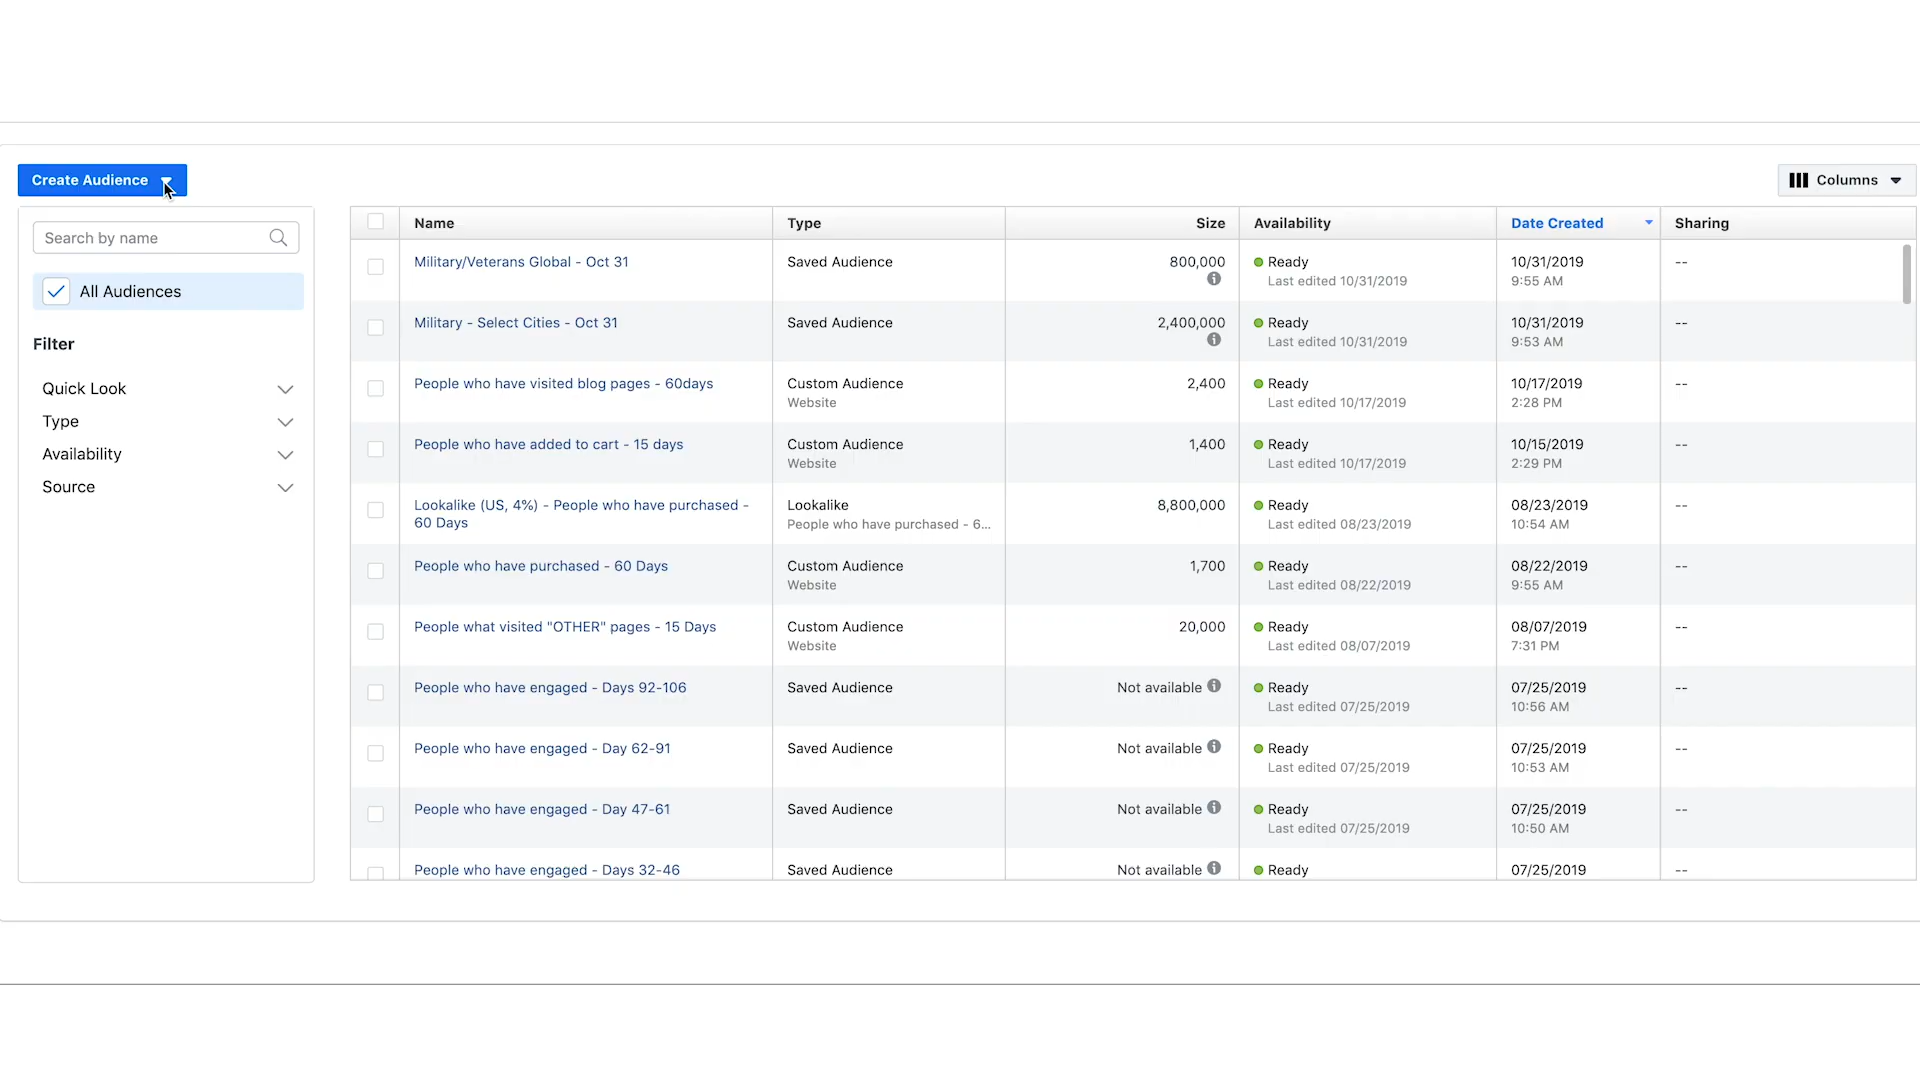 Create Audience
Columns
Search by name
All Audiences
Filter
Quick Look
Type
Availability
Source
Name Type Size Availability Date Created Sharing
Military/Veterans Global - Oct 31 Saved Audience 800,000 Ready 10/31/2019 --
Last edited 10/31/2019 9:55 AM
Military - Select Cities - Oct 31 Saved Audience 2,400,000 Ready 10/31/2019 --
Last edited 10/31/2019 9:53 AM
People who have visited blog pages - 60days Custom Audience 2,400 Ready 10/17/2019 --
Website Last edited 10/17/2019 2:28 PM
People who have added to cart - 15 days Custom Audience 1,400 Ready 10/15/2019 --
Website Last edited 10/17/2019 2:29 PM
Lookalike (US, 4%) - People who have purchased - Lookalike 8,800,000 Ready 08/23/2019 --
60 Days People who have purchased - 6... Last edited 08/23/2019 10:54 AM
People who have purchased - 60 Days Custom Audience 1,700 Ready 08/22/2019 --
Website Last edited 08/22/2019 9:55 AM
People what visited "OTHER" pages - 15 Days Custom Audience 20,000 Ready 08/07/2019 --
Website Last edited 08/07/2019 7:31 PM
People who have engaged - Days 92-106 Saved Audience Not available Ready 07/25/2019 --
Last edited 07/25/2019 10:56 AM
People who have engaged - Day 62-91 Saved Audience Not available Ready 07/25/2019 --
Last edited 07/25/2019 10:53 AM
People who have engaged - Day 47-61 Saved Audience Not available Ready 07/25/2019 --
Last edited 07/25/2019 10:50 AM
People who have engaged - Days 32-46 Saved Audience Not available Ready 07/25/2019 --